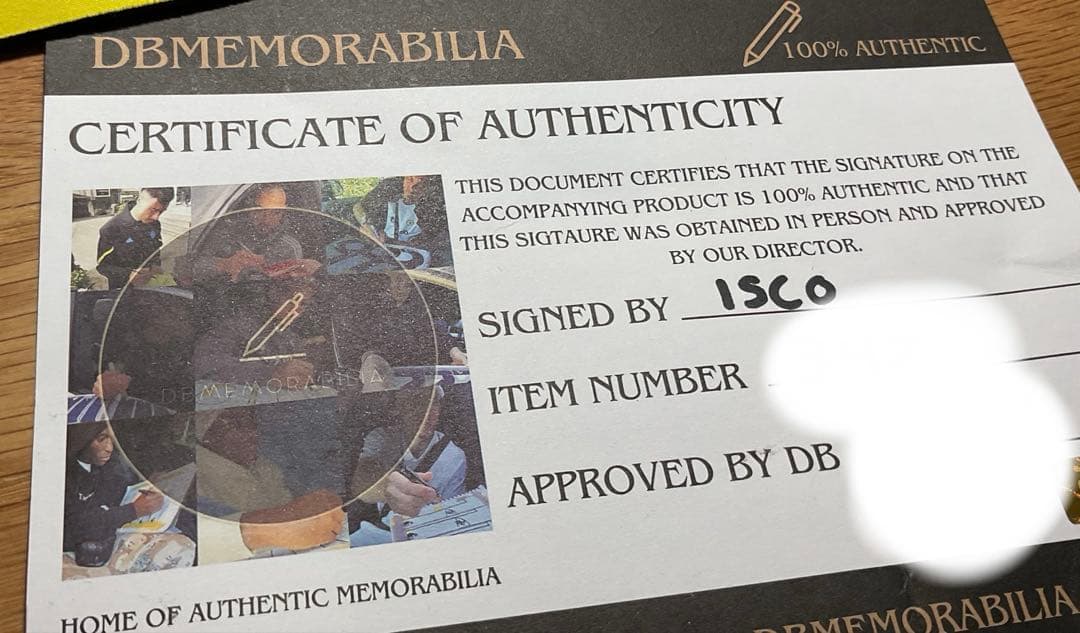 DBMEMORABILIA
100% AUTHENTIC
CERTIFICATE OF AUTHENTICITY
THIS DOCUMENT CERTIFIES THAT THE SIGNATURE ON THE
ACCOMPANYING PRODUCT IS 100% AUTHENTIC AND THAT
THIS SIGTAURE WAS OBTAINED IN PERSON AND APPROVED
BY OUR DIRECTOR.
SIGNED BY ISCO
ITEM NUMBER
APPROVED BY DB
DBMEMORABILIA
HOME OF AUTHENTIC MEMORABILIA
DBMEMORABILIA